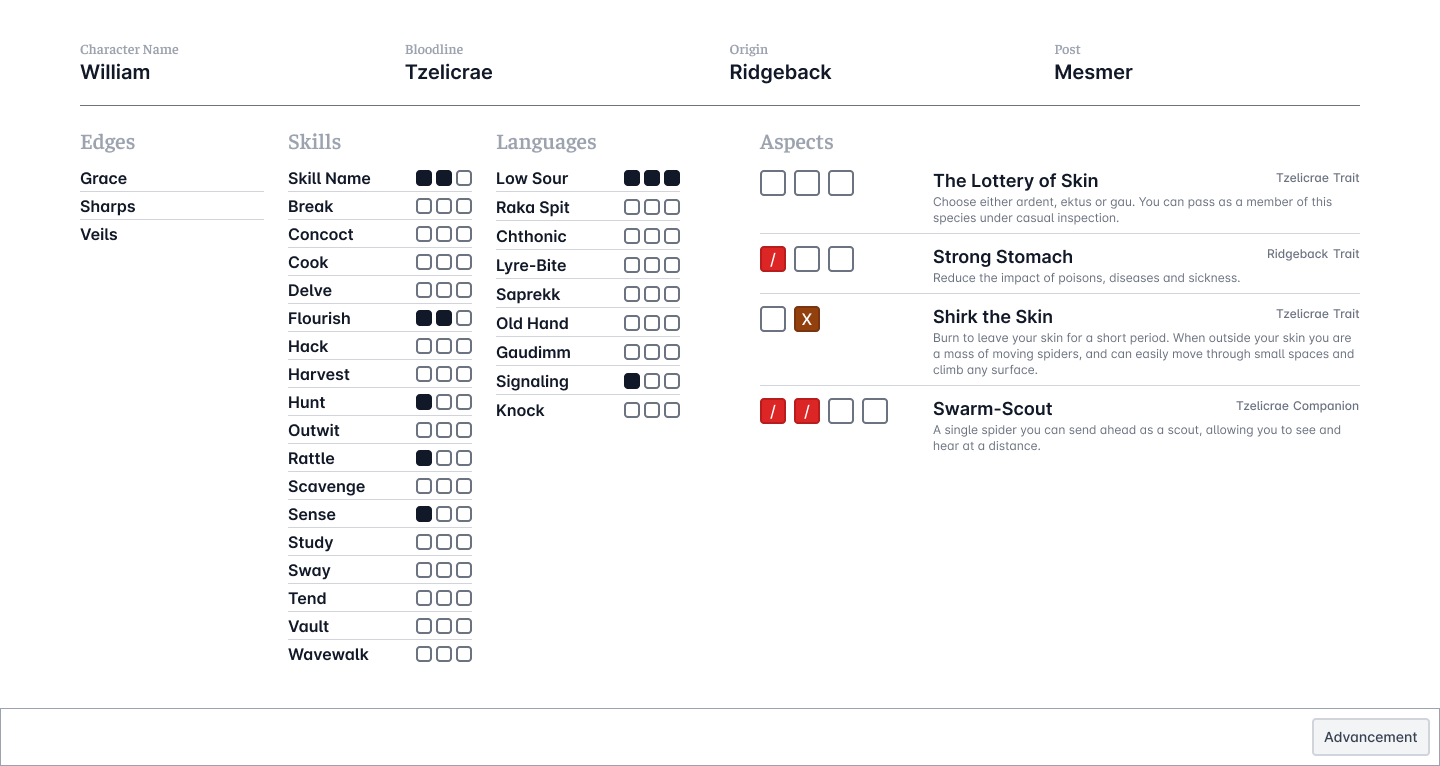 Character Name
William
Bloodline
Tzelicrae
Origin
Ridgeback
Post
Mesmer
Edges
Grace
Sharps
Veils
Skills
Skill Name
Break
Concoct
Cook
Delve
Flourish
Hack
Harvest
Hunt
Outwit
Rattle
Scavenge
Sense
Study
Sway
Tend
Vault
Wavewalk
Languages
Low Sour
Raka Spit
Chthonic
Lyre-Bite
Saprekk
Old Hand
Gaudimm
Signaling
Knock
Aspects
The Lottery of Skin
Tzelicrae Trait
Choose either ardent, ektus or gau. You can pass as a member of this
species under casual inspection.
/
Strong Stomach
Ridgeback Trait
Reduce the impact of poisons, diseases and sickness.
X
Shirk the Skin
Tzelicrae Trait
Burn to leave your skin for a short period. When outside your skin you are
a mass of moving spiders, and can easily move through small spaces and
climb any surface.
/ /
Swarm-Scout
Tzelicrae Companion
A single spider you can send ahead as a scout, allowing you to see and
hear at a distance.
Advancement